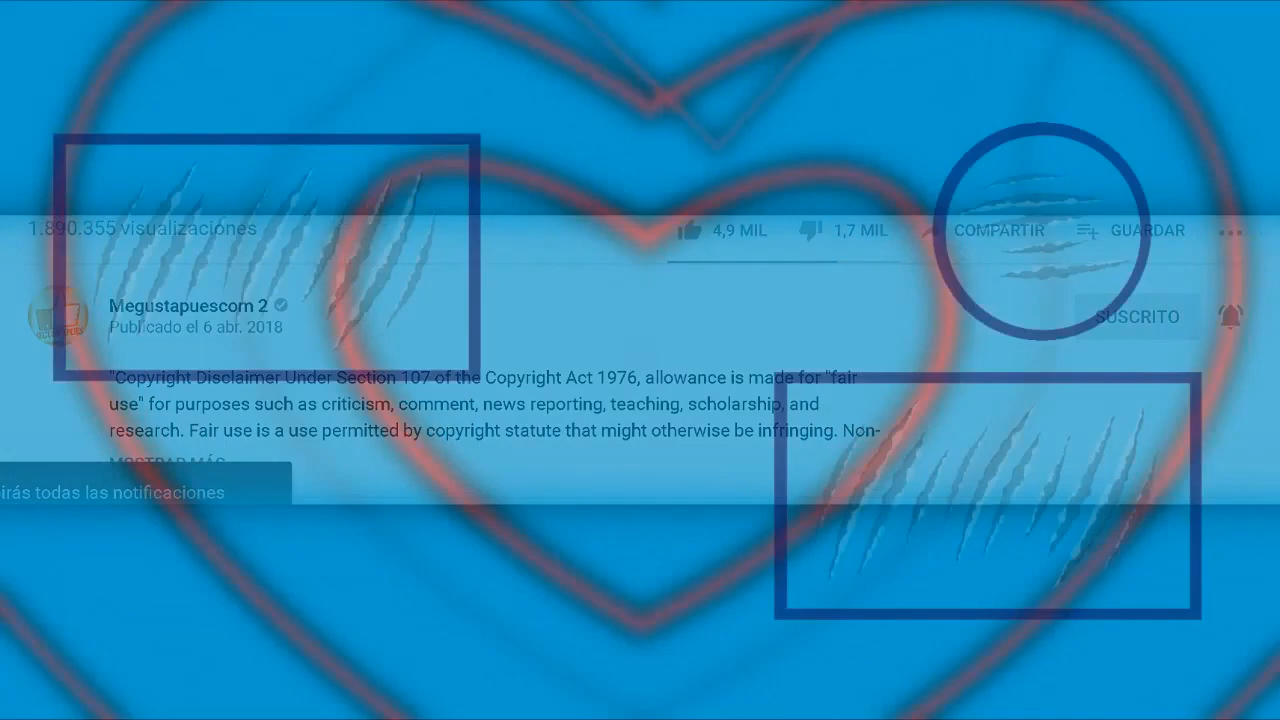 1.890.355 visualizaciones
4,9 MIL
1,7 MIL
COMPARTIR
GUARDAR
Megustapuescom 2
Publicado el 6 abr. 2018
SUSCRITO
"Copyright Disclaimer Under Section 107 of the Copyright Act 1976, allowance is made for "fair
use" for purposes such as criticism, comment, news reporting, teaching, scholarship, and
research. Fair use is a use permitted by copyright statute that might otherwise be infringing. Non-
MOSTRAR MÁS
irás todas las notificaciones